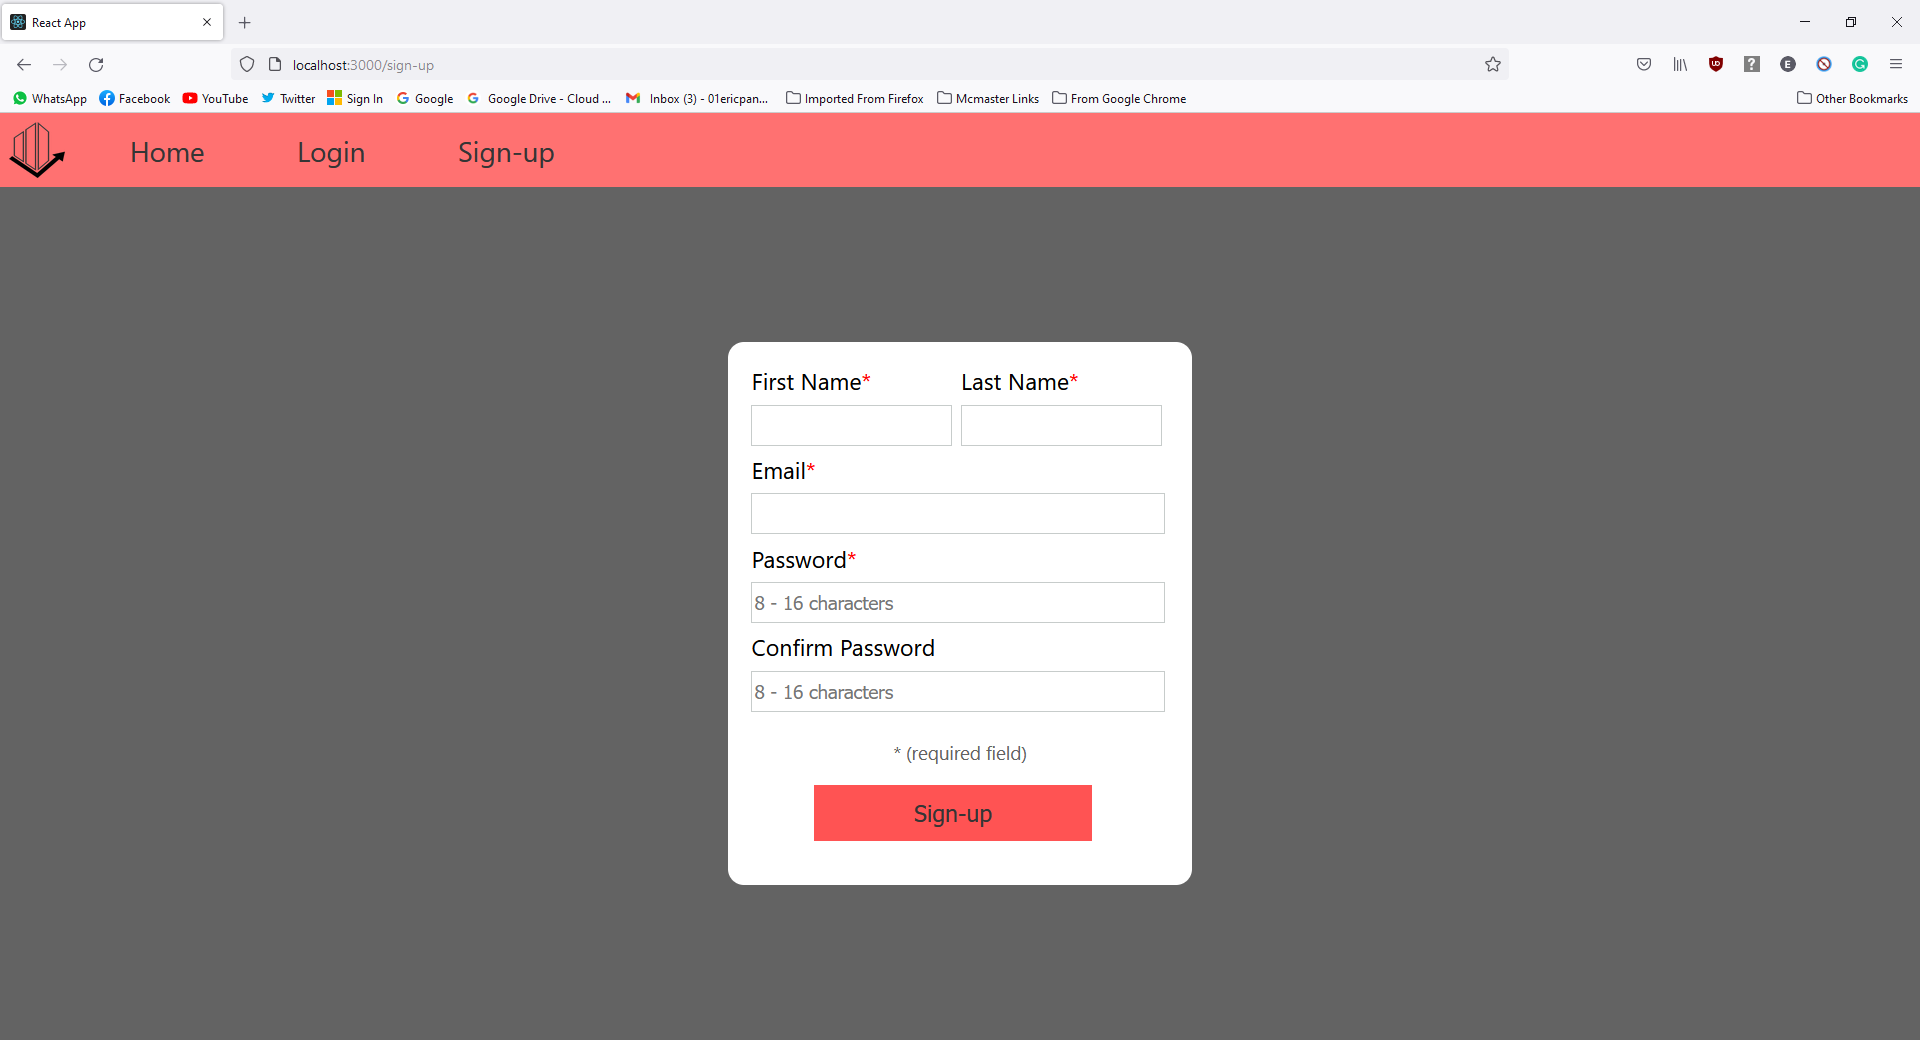 React App
localhost:3000/sign-up
WhatsApp Facebook YouTube Twitter Sign In Google Google Drive - Cloud ... Inbox (3) - 01ericpan... Imported From Firefox Mcmaster Links From Google Chrome Other Bookmarks
Home Login Sign-up
First Name* Last Name*
Email*
Password*
8 - 16 characters
Confirm Password
8 - 16 characters
* (required field)
Sign-up